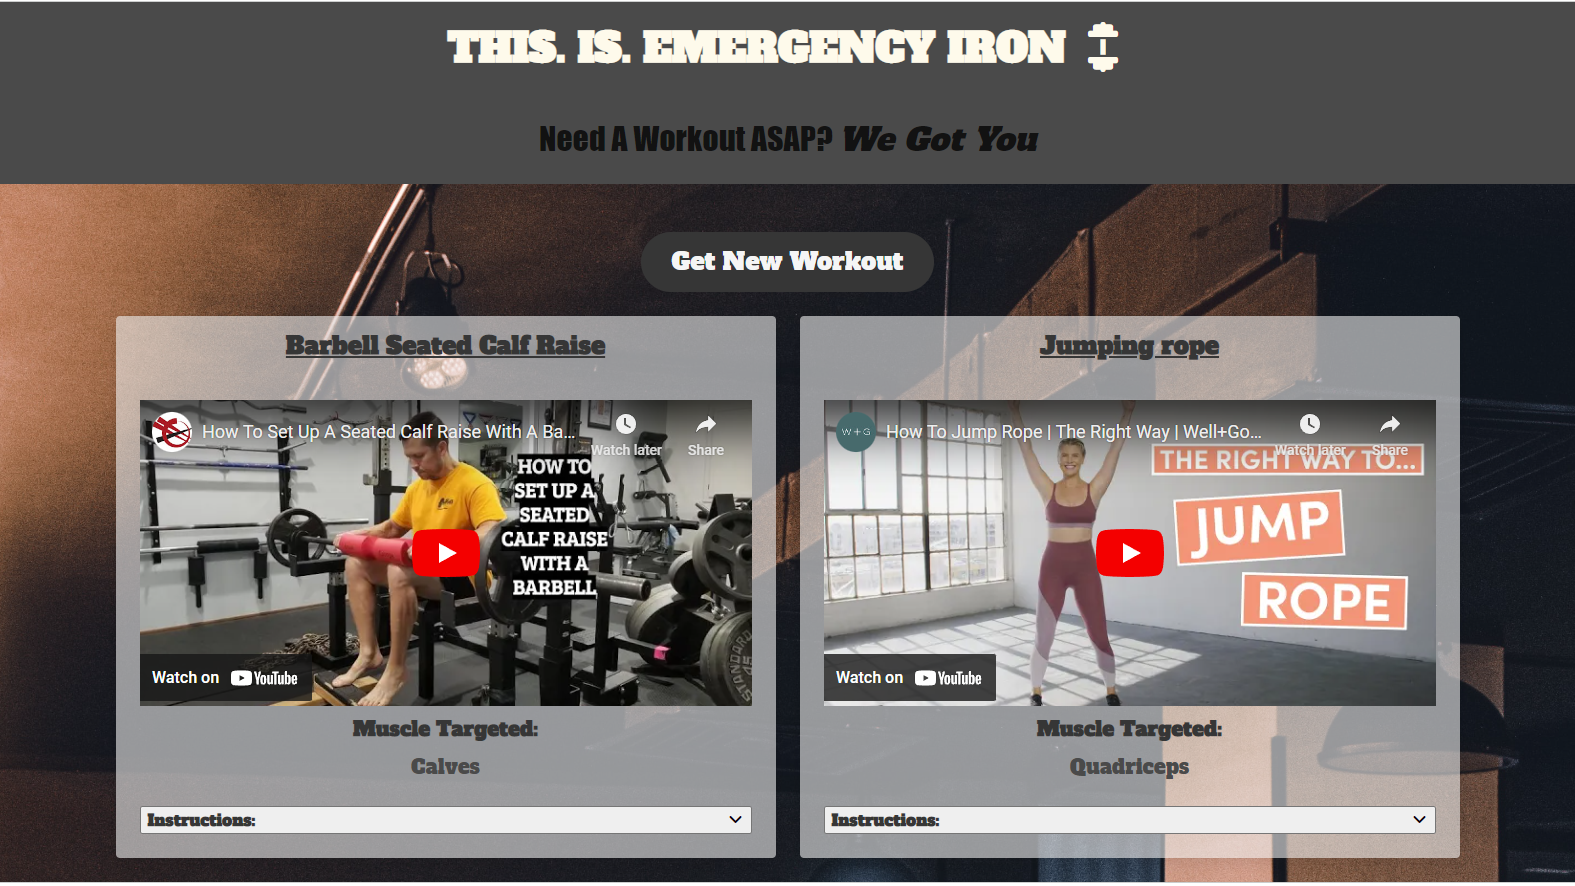 THIS. IS. EMERGENCY IRON
Need A Workout ASAP? We Got You
Get New Workout
Barbell Seated Calf Raise
How To Set Up A Seated Calf Raise With A Ba...
Watch later
Share
HOW TO
SET UP A
SEATED
CALF RAISE
WITH A
BARBELL
STANDARD
45
Watch on YouTube
Muscle Targeted:
Calves
Instructions:
Jumping rope
W+G
How To Jump Rope | The Right Way | Well+Go...
Watch later
Share
THE RIGHT WAY TO...
JUMP
ROPE
Watch on YouTube
Muscle Targeted:
Quadriceps
Instructions: